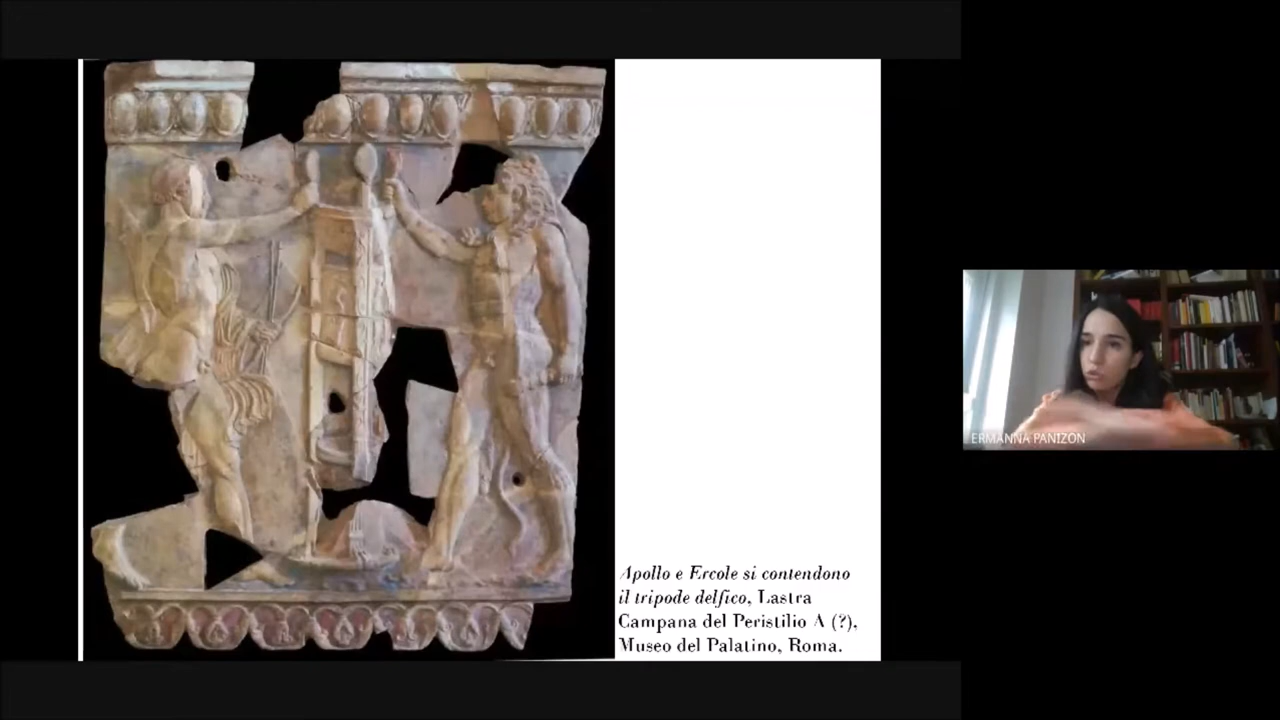 Apollo e Ercole si contendono
il tripode delfico, Lastra
Campana del Peristilio A (?),
Museo del Palatino, Roma.
ERMANNA PANIZON